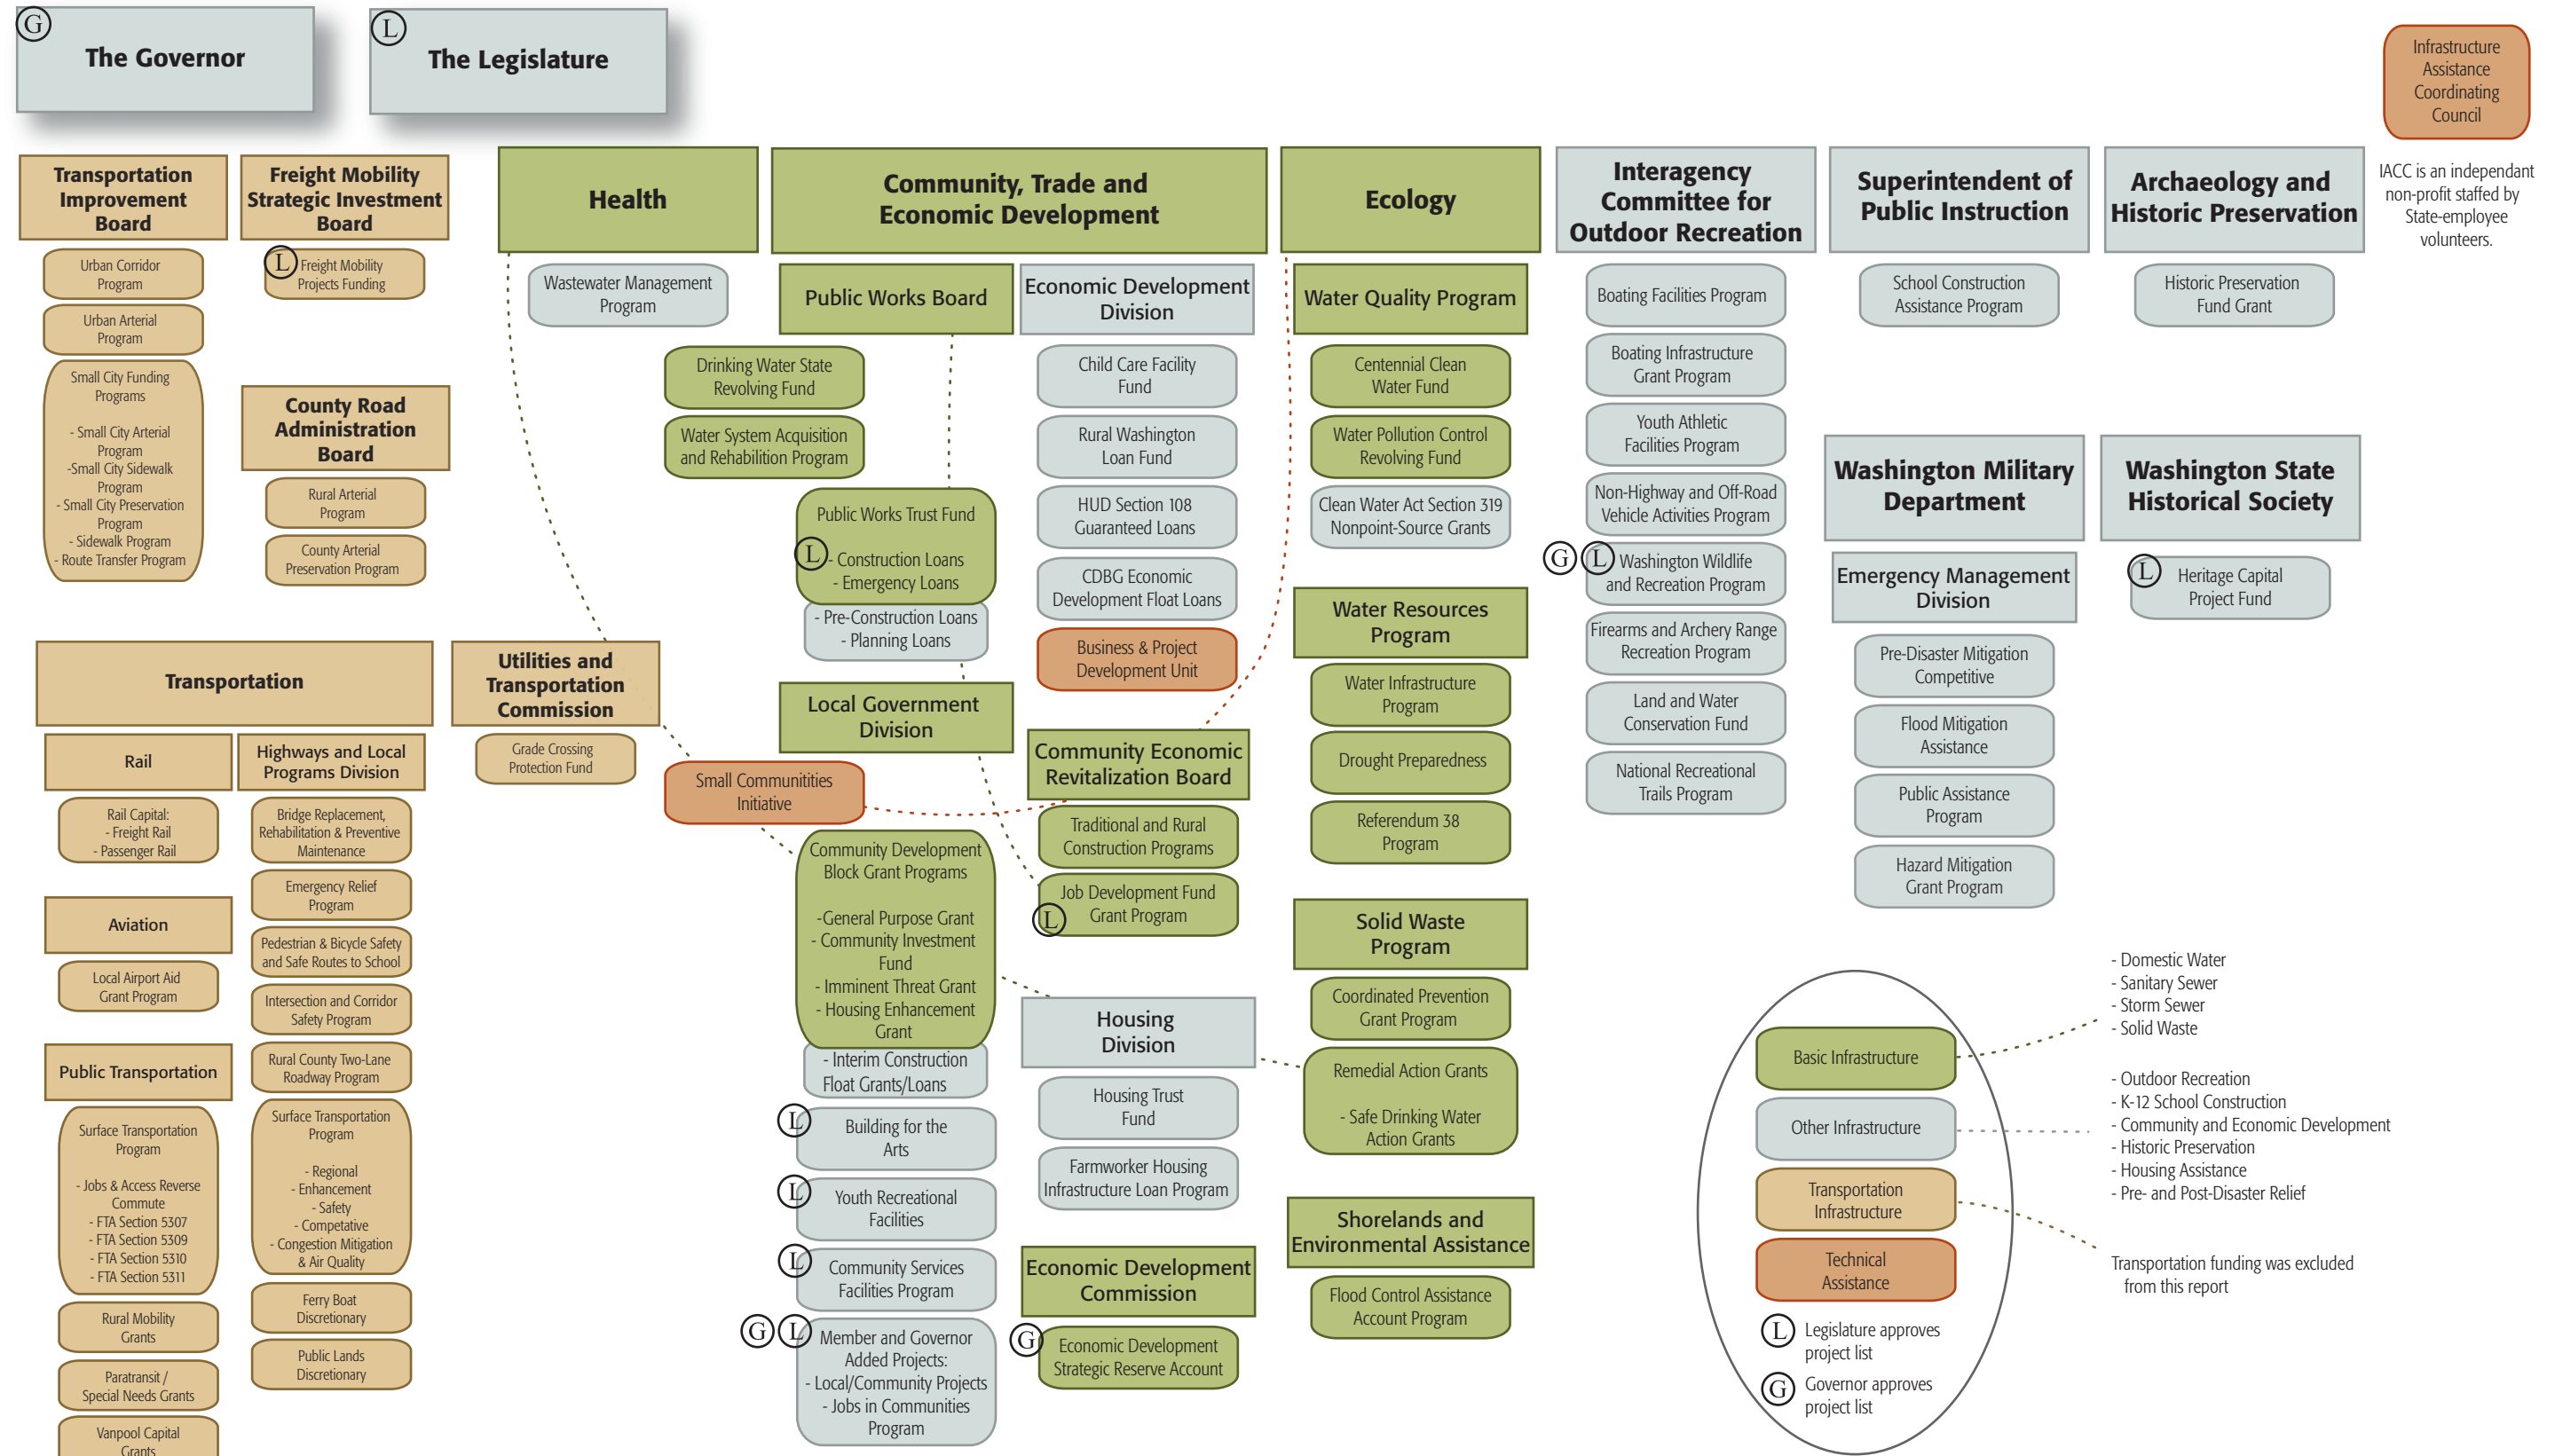 G
The Governor
L
The Legislature
Infrastructure
Assistance
Coordinating
Council
IACC is an independant
non-profit staffed by
State-employee
volunteers.
Transportation
Improvement
Board
Urban Corridor
Program
Urban Arterial
Program
Small City Funding
Programs
- Small City Arterial
Program
-Small City Sidewalk
Program
- Small City Preservation
Program
- Sidewalk Program
- Route Transfer Program
Freight Mobility
Strategic Investment
Board
L
Freight Mobility
Projects Funding
County Road
Administration
Board
Rural Arterial
Program
County Arterial
Preservation Program
Transportation
Rail
Rail Capital:
- Freight Rail
- Passenger Rail
Aviation
Local Airport Aid
Grant Program
Public Transportation
Surface Transportation
Program
- Jobs & Access Reverse
Commute
- FTA Section 5307
- FTA Section 5309
- FTA Section 5310
- FTA Section 5311
Rural Mobility
Grants
Paratransit /
Special Needs Grants
Vanpool Capital
Grants
Highways and Local
Programs Division
Bridge Replacement,
Rehabilitation & Preventive
Maintenance
Emergency Relief
Program
Pedestrian & Bicycle Safety
and Safe Routes to School
Intersection and Corridor
Safety Program
Rural County Two-Lane
Roadway Program
Surface Transportation
Program
- Regional
- Enhancement
- Safety
- Competative
- Congestion Mitigation
& Air Quality
Ferry Boat
Discretionary
Public Lands
Discretionary
Utilities and
Transportation
Commission
Grade Crossing
Protection Fund
Health
Wastewater Management
Program
Drinking Water State
Revolving Fund
Water System Acquisition
and Rehabilition Program
Small Communitities
Initiative
Community, Trade and
Economic Development
Public Works Board
Public Works Trust Fund
L
- Construction Loans
- Emergency Loans
- Pre-Construction Loans
- Planning Loans
Local Government
Division
Community Development
Block Grant Programs
-General Purpose Grant
- Community Investment
Fund
- Imminent Threat Grant
- Housing Enhancement
Grant
- Interim Construction
Float Grants/Loans
L
Building for the
Arts
L
Youth Recreational
Facilities
L
Community Services
Facilities Program
G
L
Member and Governor
Added Projects:
- Local/Community Projects
- Jobs in Communities
Program
Economic Development
Division
Child Care Facility
Fund
Rural Washington
Loan Fund
HUD Section 108
Guaranteed Loans
CDBG Economic
Development Float Loans
Business & Project
Development Unit
Community Economic
Revitalization Board
Traditional and Rural
Construction Programs
Job Development Fund
Grant Program
L
Housing
Division
Housing Trust
Fund
Farmworker Housing
Infrastructure Loan Program
Economic Development
Commission
G
Economic Development
Strategic Reserve Account
Ecology
Water Quality Program
Centennial Clean
Water Fund
Water Pollution Control
Revolving Fund
Clean Water Act Section 319
Nonpoint-Source Grants
Water Resources
Program
Water Infrastructure
Program
Drought Preparedness
Referendum 38
Program
Solid Waste
Program
Coordinated Prevention
Grant Program
Remedial Action Grants
- Safe Drinking Water
Action Grants
Shorelands and
Environmental Assistance
Flood Control Assistance
Account Program
Interagency
Committee for
Outdoor Recreation
Boating Facilities Program
Boating Infrastructure
Grant Program
Youth Athletic
Facilities Program
Non-Highway and Off-Road
Vehicle Activities Program
G
L
Washington Wildlife
and Recreation Program
Firearms and Archery Range
Recreation Program
Land and Water
Conservation Fund
National Recreational
Trails Program
Superintendent of
Public Instruction
School Construction
Assistance Program
Washington Military
Department
Emergency Management
Division
Pre-Disaster Mitigation
Competitive
Flood Mitigation
Assistance
Public Assistance
Program
Hazard Mitigation
Grant Program
Archaeology and
Historic Preservation
Historic Preservation
Fund Grant
Washington State
Historical Society
L
Heritage Capital
Project Fund
Basic Infrastructure
- Domestic Water
- Sanitary Sewer
- Storm Sewer
- Solid Waste
Other Infrastructure
- Outdoor Recreation
- K-12 School Construction
- Community and Economic Development
- Historic Preservation
- Housing Assistance
- Pre- and Post-Disaster Relief
Transportation
Infrastructure
Transportation funding was excluded
from this report
Technical
Assistance
L
Legislature approves
project list
G
Governor approves
project list